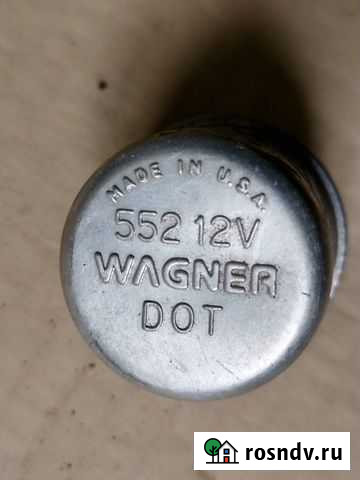 MADE IN U.S.A.
552 12V
WAGNER
DOT
rosndv.ru